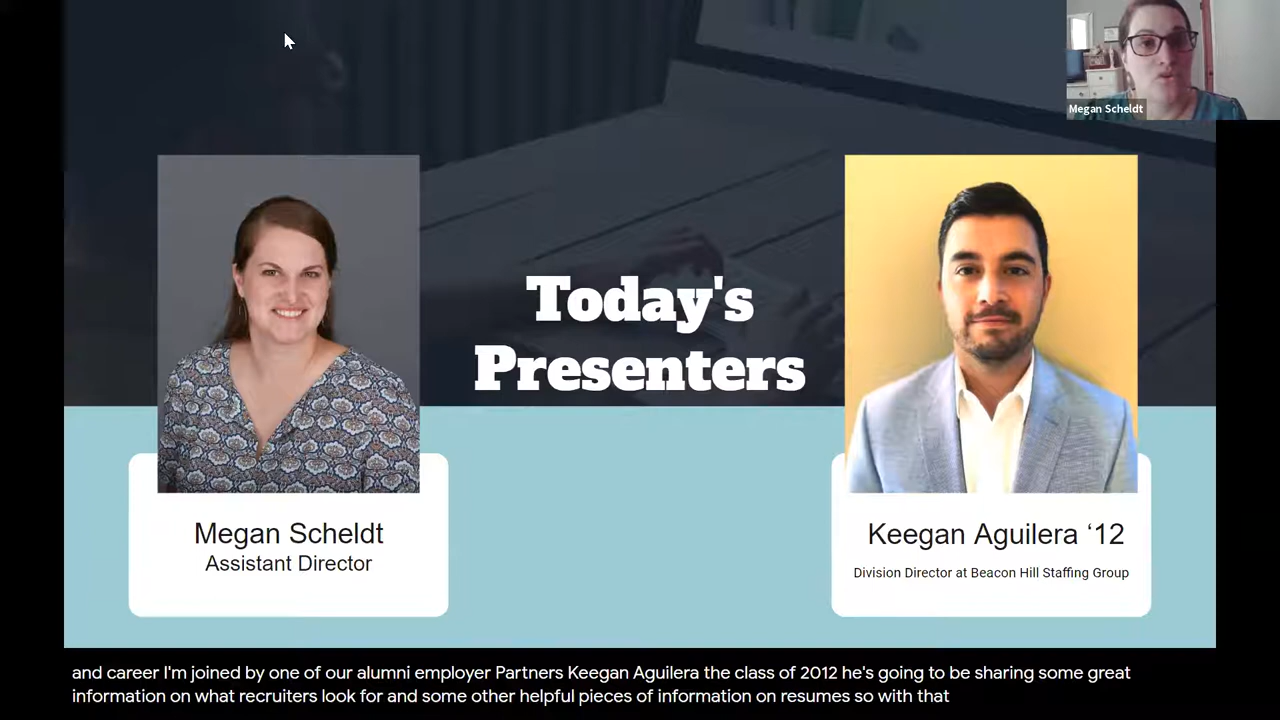 Megan Scheldt
Today's
Presenters
Megan Scheldt
Assistant Director
Keegan Aguilera ‘12
Division Director at Beacon Hill Staffing Group
and career I'm joined by one of our alumni employer Partners Keegan Aguilera the class of 2012 he's going to be sharing some great
information on what recruiters look for and some other helpful pieces of information on resumes so with that